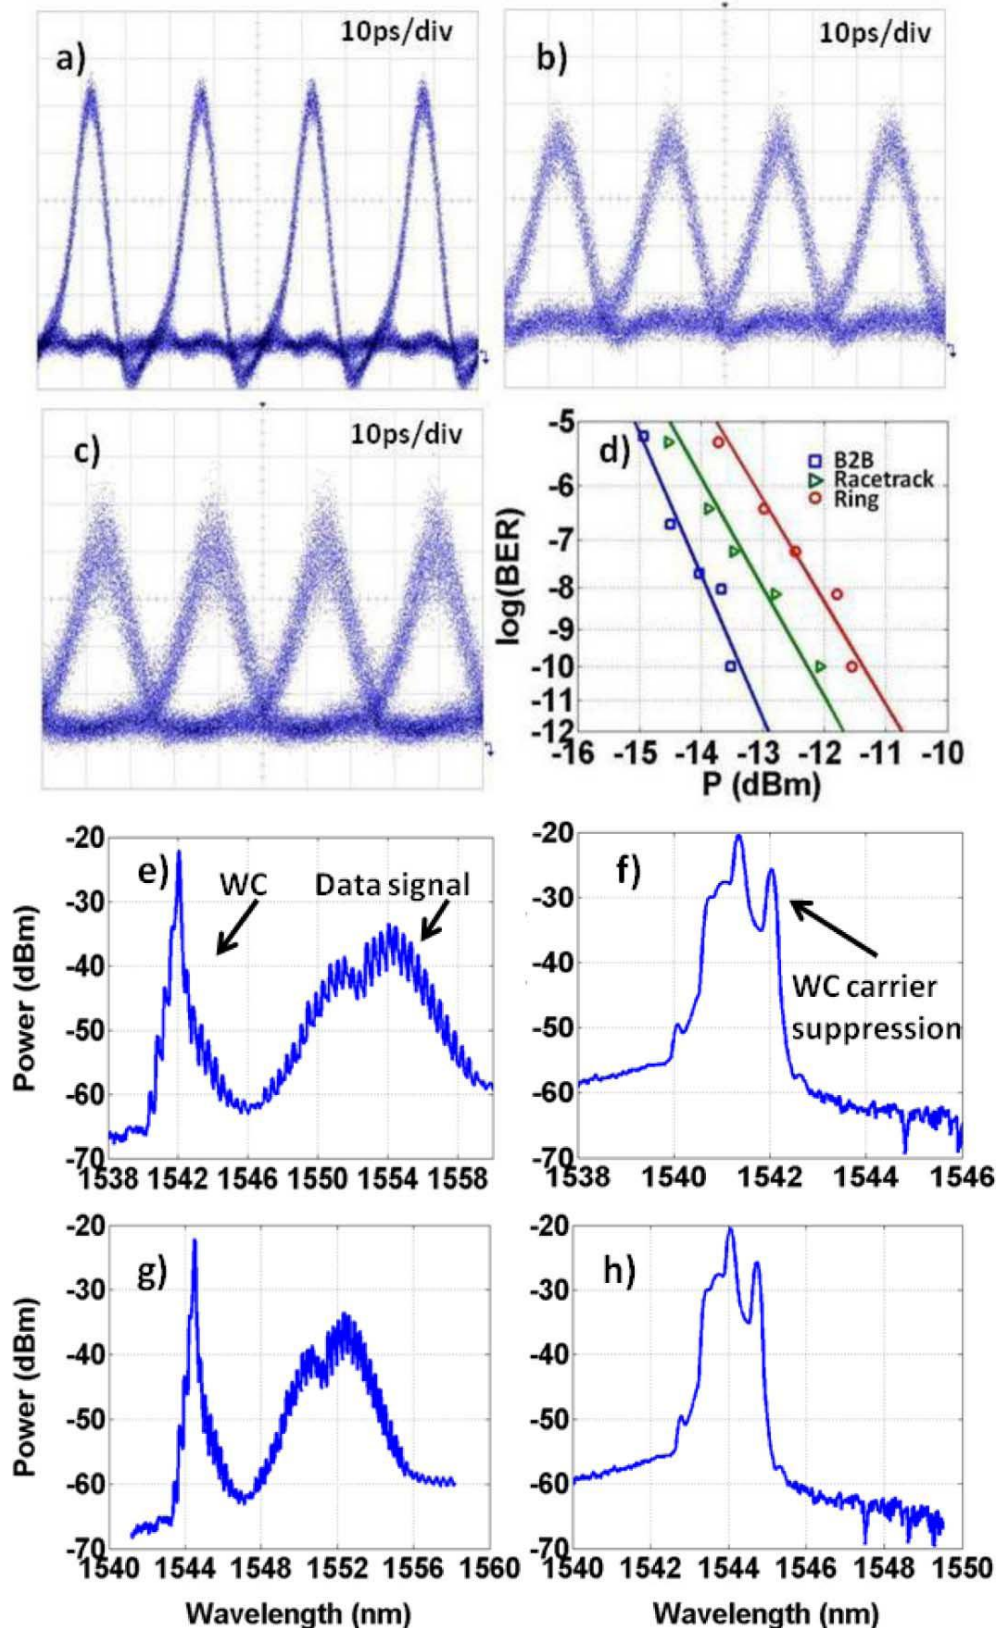 10ps/div
a)
10ps/div
b)
10ps/div
c)
d)
B2B
Racetrack
Ring
log(BER)
-5
-6
-7
-8
-9
-10
-11
-12
-16 -15 -14 -13 -12 -11 -10
P (dBm)
e)
WC
Data signal
Power (dBm)
-20
-30
-40
-50
-60
-70
1538 1542 1546 1550 1554 1558
f)
WC carrier
suppression
-20
-30
-40
-50
-60
-70
1538 1540 1542 1544 1546
g)
Power (dBm)
-20
-30
-40
-50
-60
-70
1540 1544 1548 1552 1556 1560
Wavelength (nm)
h)
-20
-30
-40
-50
-60
-70
1540 1542 1544 1546 1548 1550
Wavelength (nm)